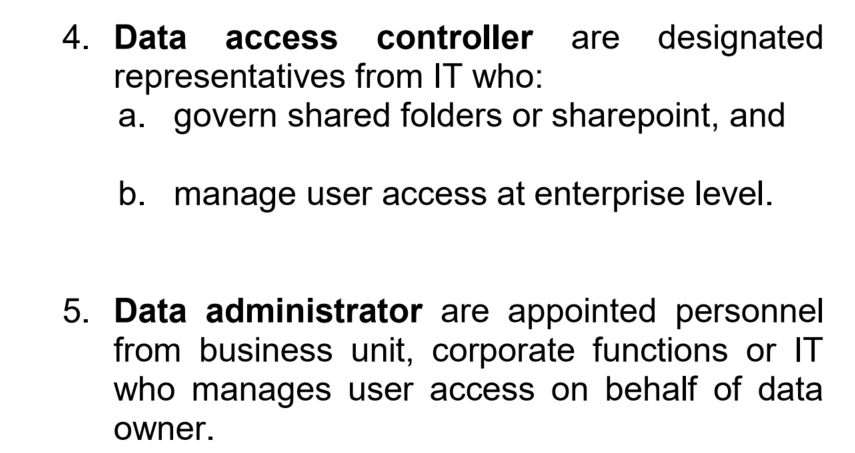 4. Data access controller are designated
representatives from IT who:
a. govern shared folders or sharepoint, and
b. manage user access at enterprise level.
5. Data administrator are appointed personnel
from business unit, corporate functions or IT
who manages user access on behalf of data
owner.